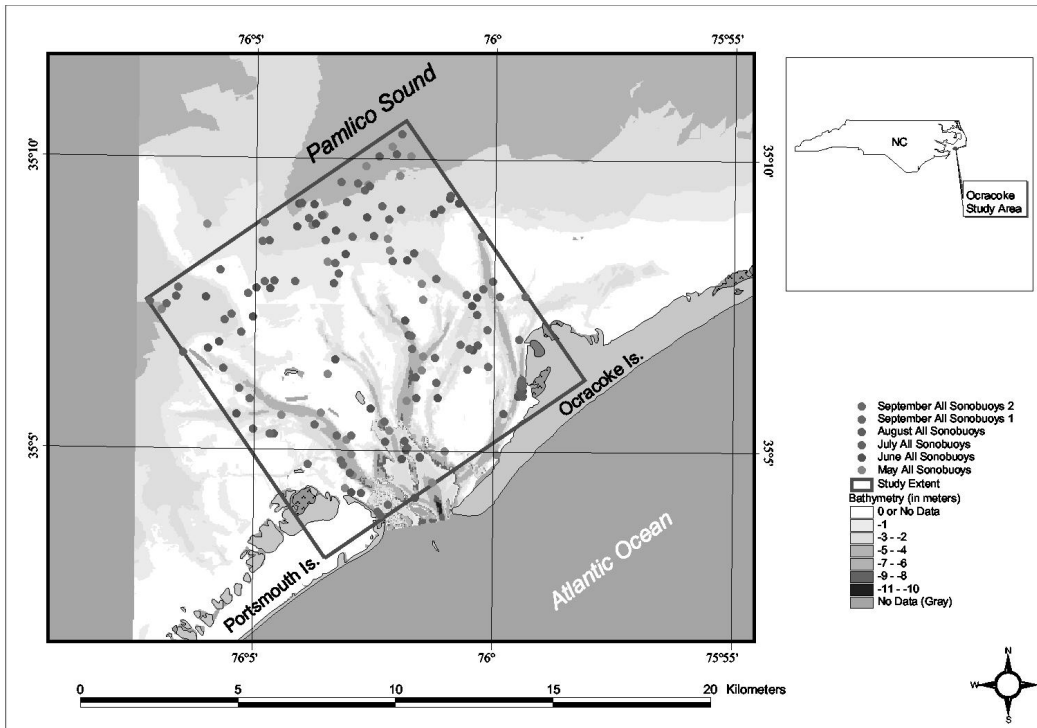 76°5'
76°
75°55'
Pamlico Sound
35°10'
35°10'
NC
Ocracoke
Study Area
Ocracoke Is.
35°5'
35°5'
Portsmouth Is.
Atlantic Ocean
September All Sonobuoys 2
September All Sonobuoys 1
August All Sonobuoys
July All Sonobuoys
June All Sonobuoys
May All Sonobuoys
Study Extent
Bathymetry (in meters)
0 or No Data
-1
-3 - -2
-5 - -4
-7 - -6
-9 - -8
-11 - -10
No Data (Gray)
76°5'
76°
75°55'
0 5 10 15 20 Kilometers
N
W E
S